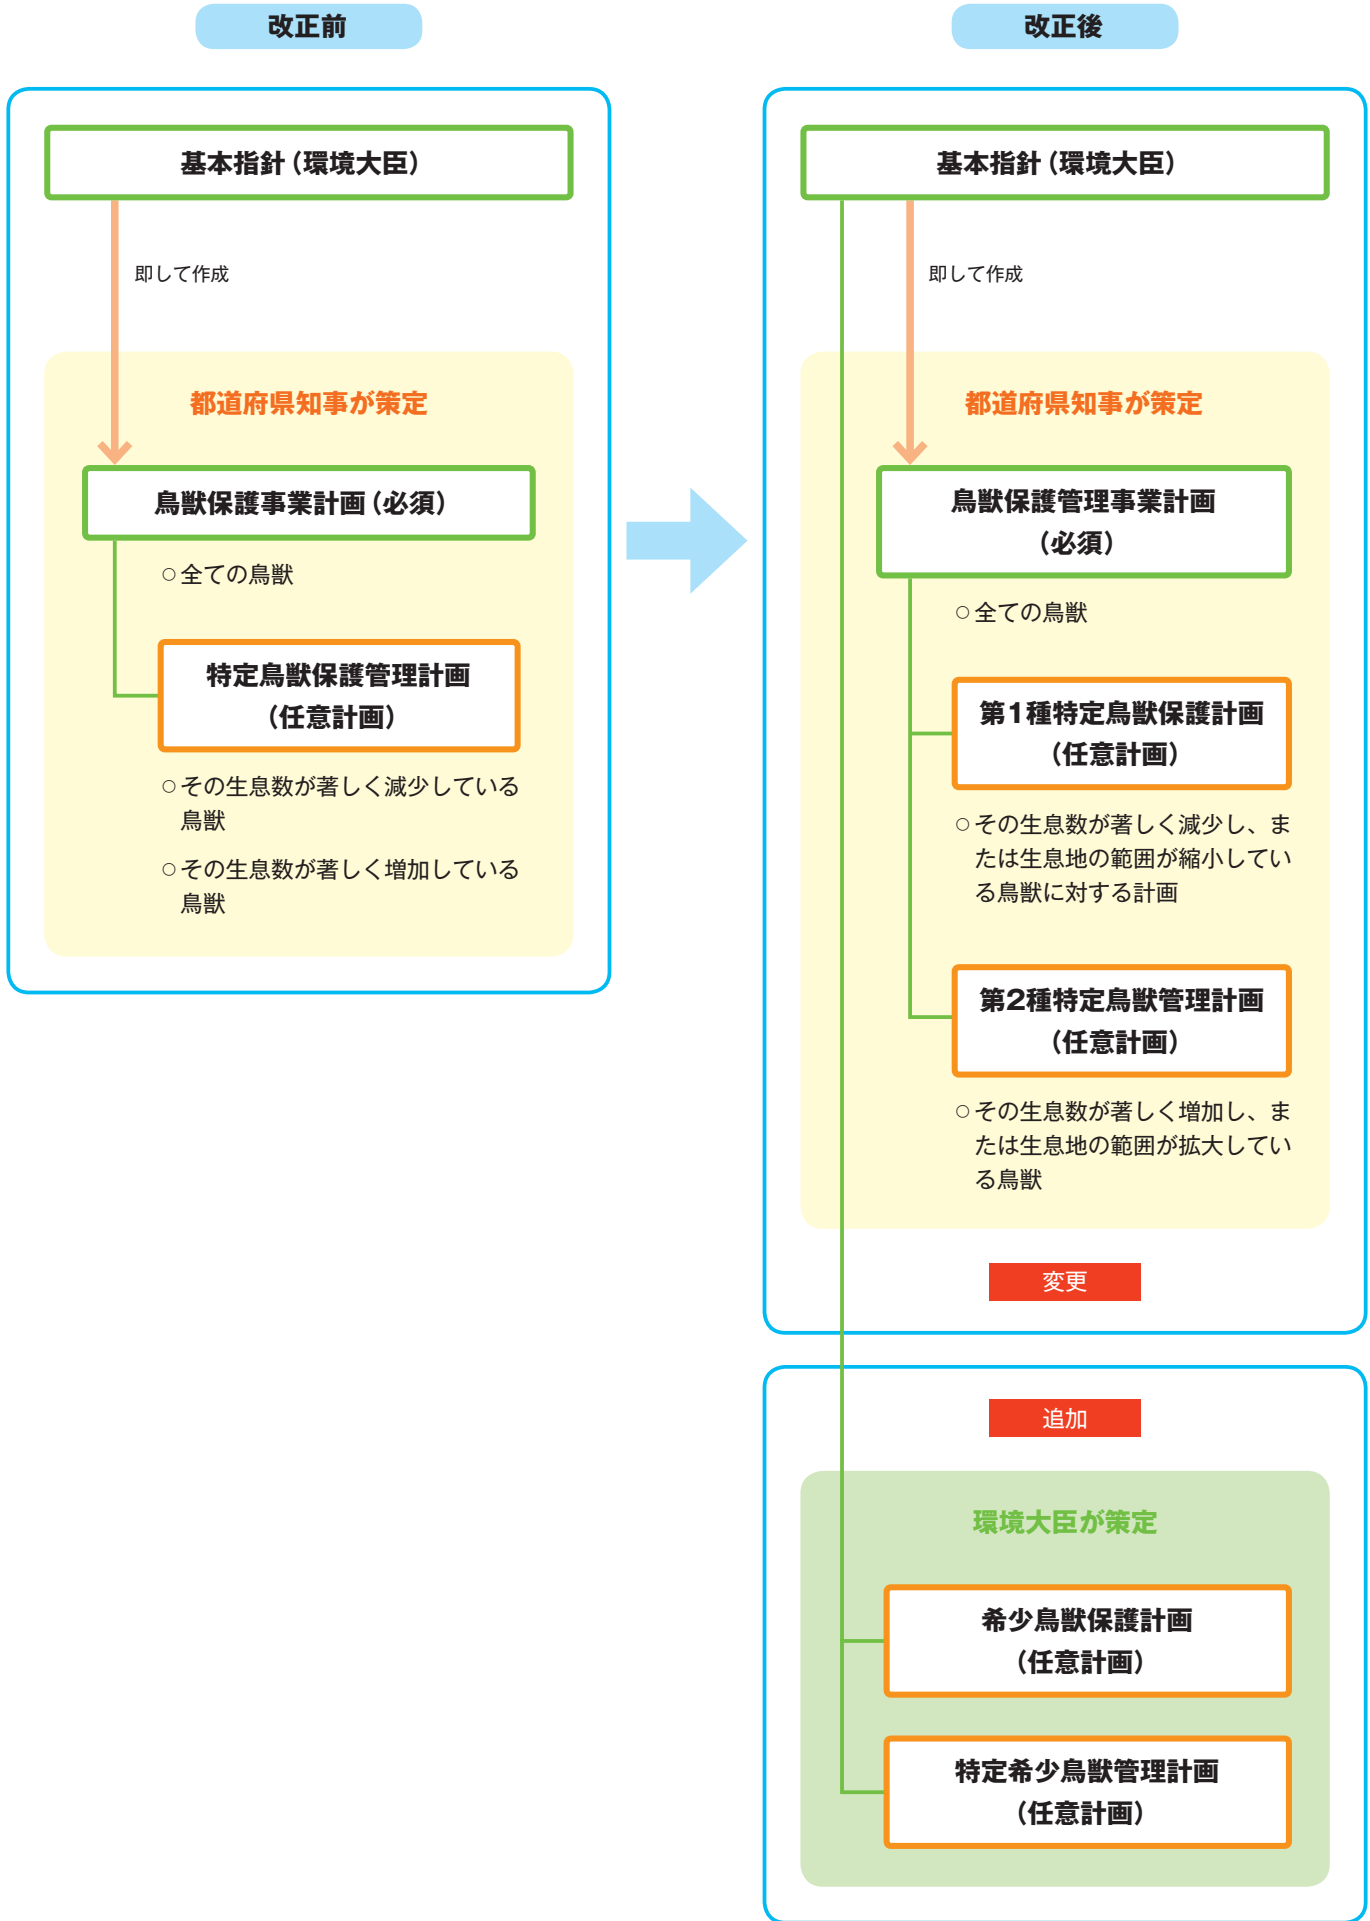 改正前
基本指針（環境大臣）
即して作成
都道府県知事が策定
鳥獣保護事業計画（必須）
○全ての鳥獣
特定鳥獣保護管理計画
（任意計画）
○その生息数が著しく減少している
鳥獣
○その生息数が著しく増加している
鳥獣
改正後
基本指針（環境大臣）
即して作成
都道府県知事が策定
鳥獣保護管理事業計画
（必須）
○全ての鳥獣
第1種特定鳥獣保護計画
（任意計画）
○その生息数が著しく減少し、ま
たは生息地の範囲が縮小してい
る鳥獣に対する計画
第2種特定鳥獣管理計画
（任意計画）
○その生息数が著しく増加し、ま
たは生息地の範囲が拡大してい
る鳥獣
変更
追加
環境大臣が策定
希少鳥獣保護計画
（任意計画）
特定希少鳥獣管理計画
（任意計画）